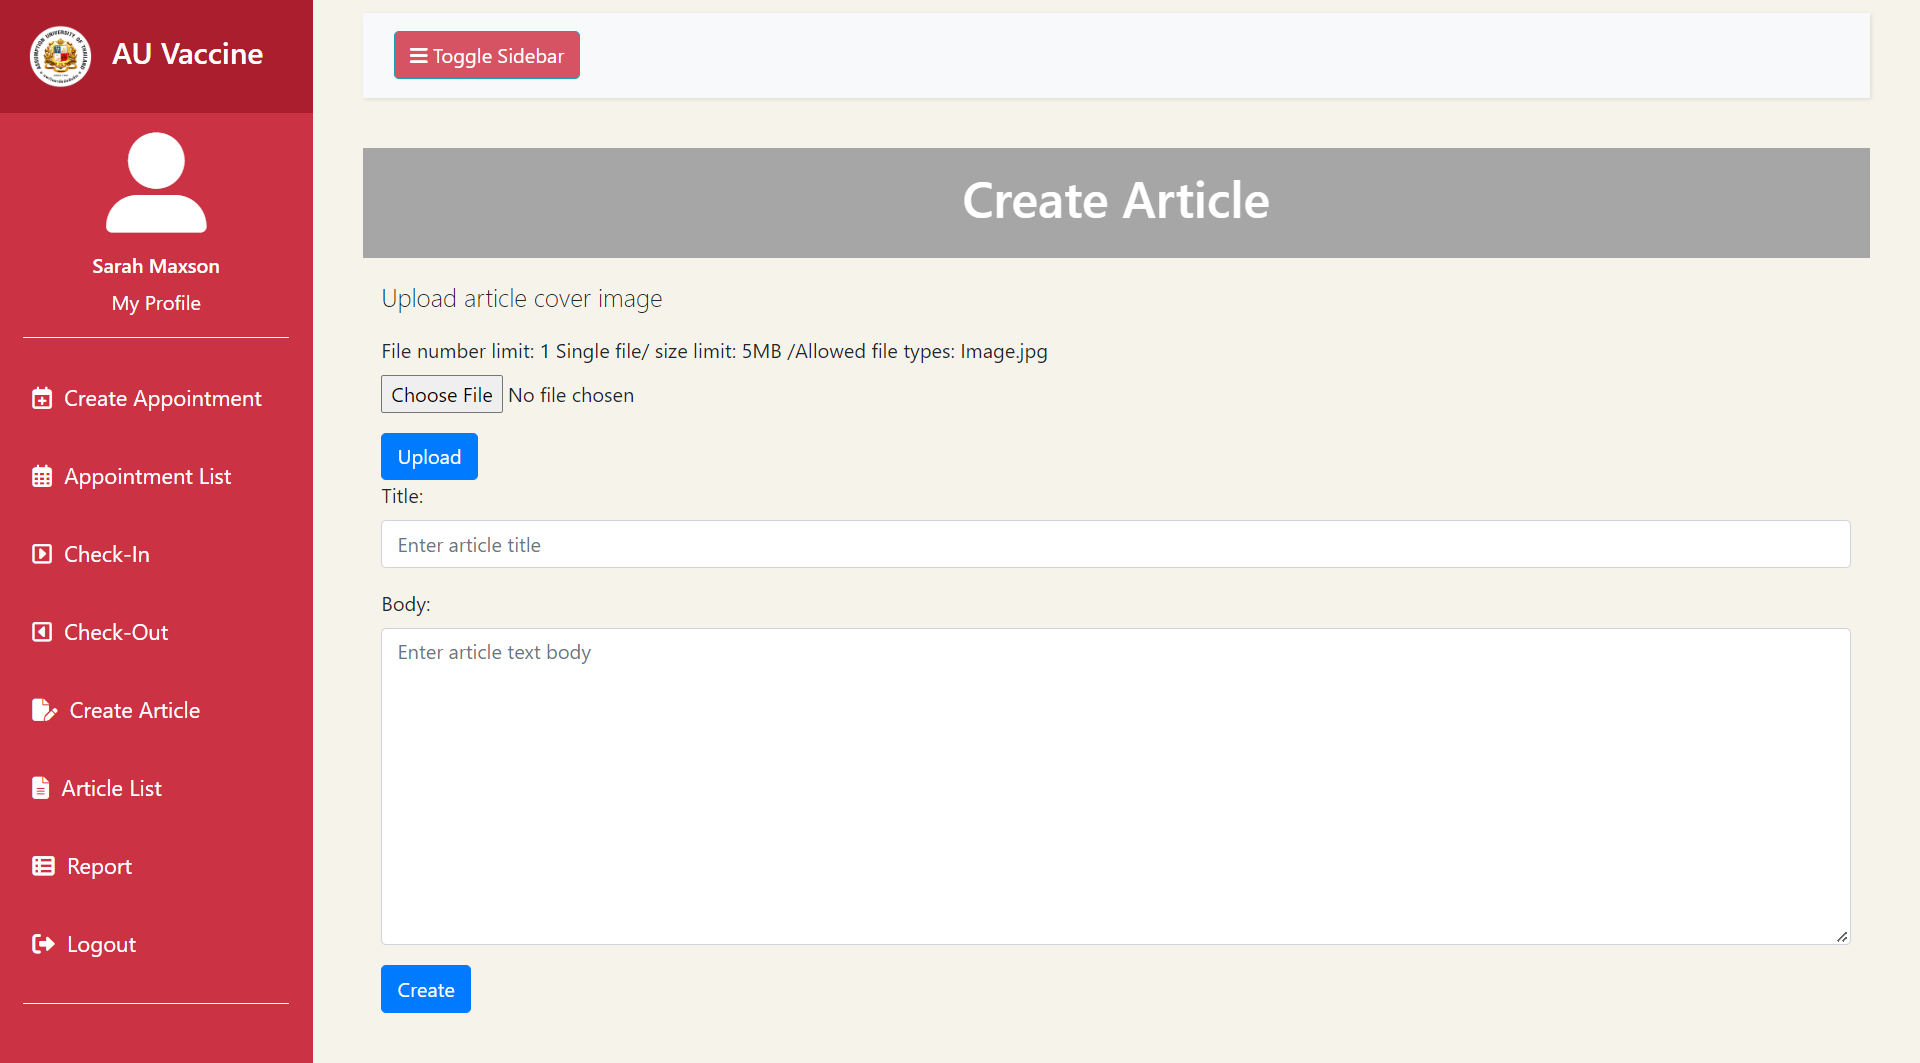 AU Vaccine
Sarah Maxson
My Profile
Create Appointment
Appointment List
Check-In
Check-Out
Create Article
Article List
Report
Logout
Toggle Sidebar
Create Article
Upload article cover image
File number limit: 1 Single file/ size limit: 5MB /Allowed file types: Image.jpg
Choose File No file chosen
Upload
Title:
Enter article title
Body:
Enter article text body
Create